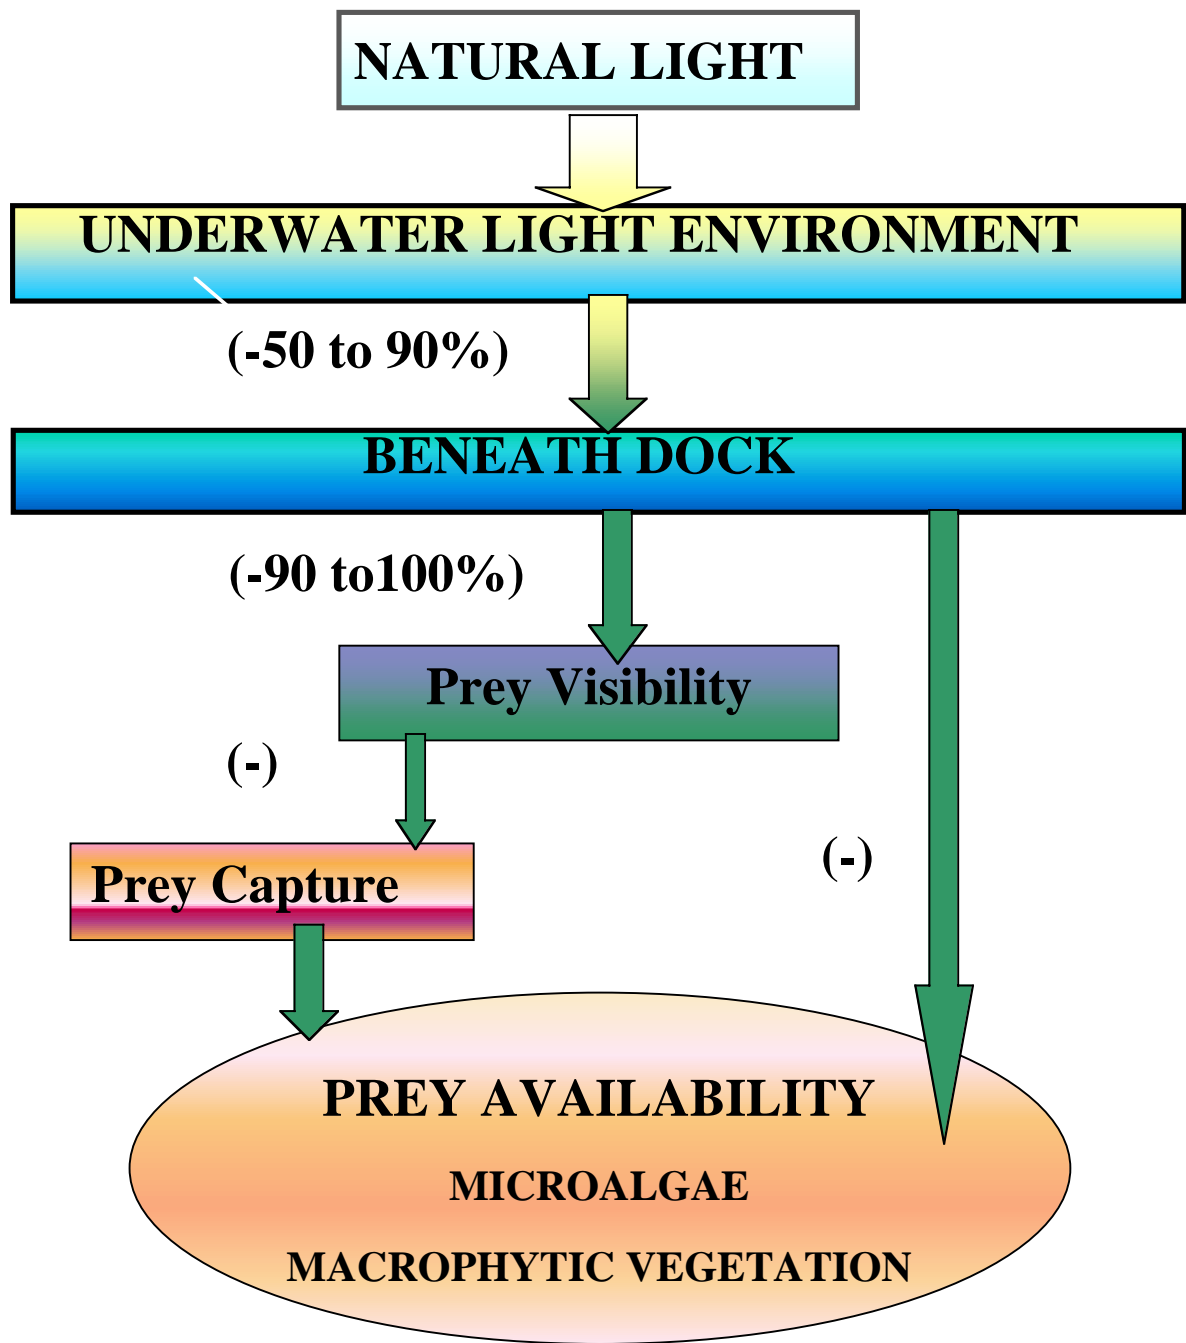 NATURAL LIGHT
UNDERWATER LIGHT ENVIRONMENT
(-50 to 90%)
BENEATH DOCK
(-90 to100%)
Prey Visibility
(-)
(-)
Prey Capture
PREY AVAILABILITY
MICROALGAE
MACROPHYTIC VEGETATION